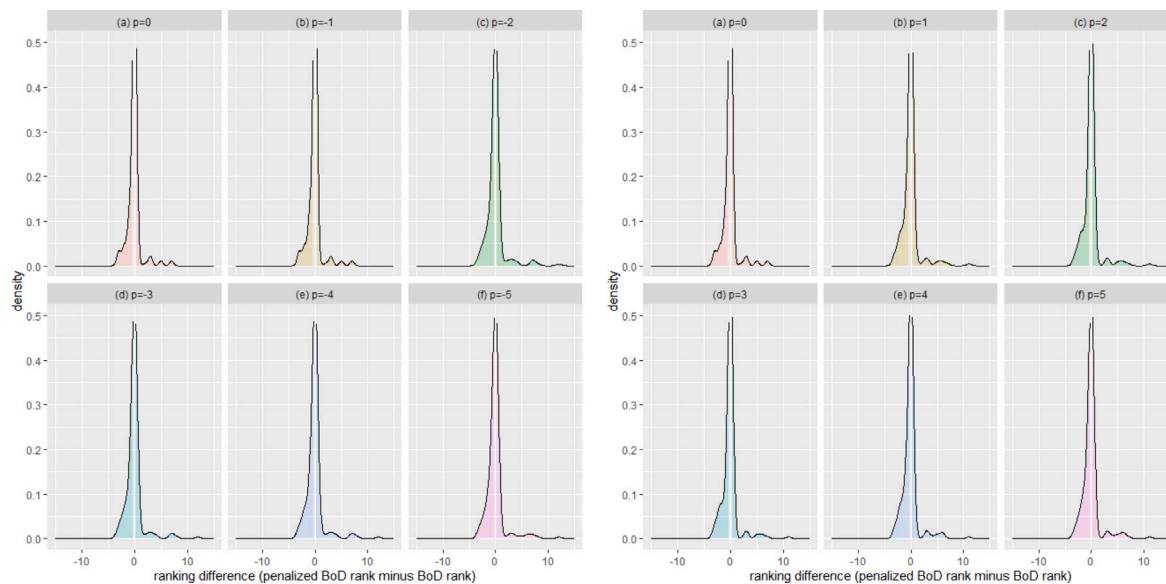 (a) p=0 (b) p=-1 (c) p=-2
0.5
0.4
0.3
0.2
0.1
0.0
-10 0 10
(d) p=-3 (e) p=-4 (f) p=-5
0.5
0.4
0.3
0.2
0.1
0.0
-10 0 10 -10 0 10
density
ranking difference (penalized BoD rank minus BoD rank)
(a) p=0 (b) p=1 (c) p=2
0.5
0.4
0.3
0.2
0.1
0.0
-10 0 10
(d) p=3 (e) p=4 (f) p=5
0.5
0.4
0.3
0.2
0.1
0.0
-10 0 10 -10 0 10 -10 0 10
density
ranking difference (penalized BoD rank minus BoD rank)